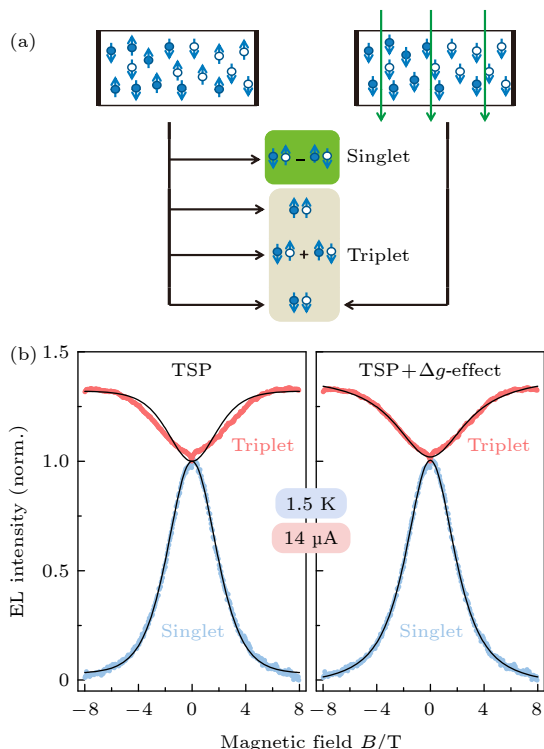 (a)
Singlet
Triplet
(b)
TSP
TSP+Δg-effect
Triplet
Triplet
1.5 K
14 µA
Singlet
Singlet
EL intensity (norm.)
1.5
1.0
0.5
0
−8 −4 0 4 8
−8 −4 0 4 8
Magnetic field B/T